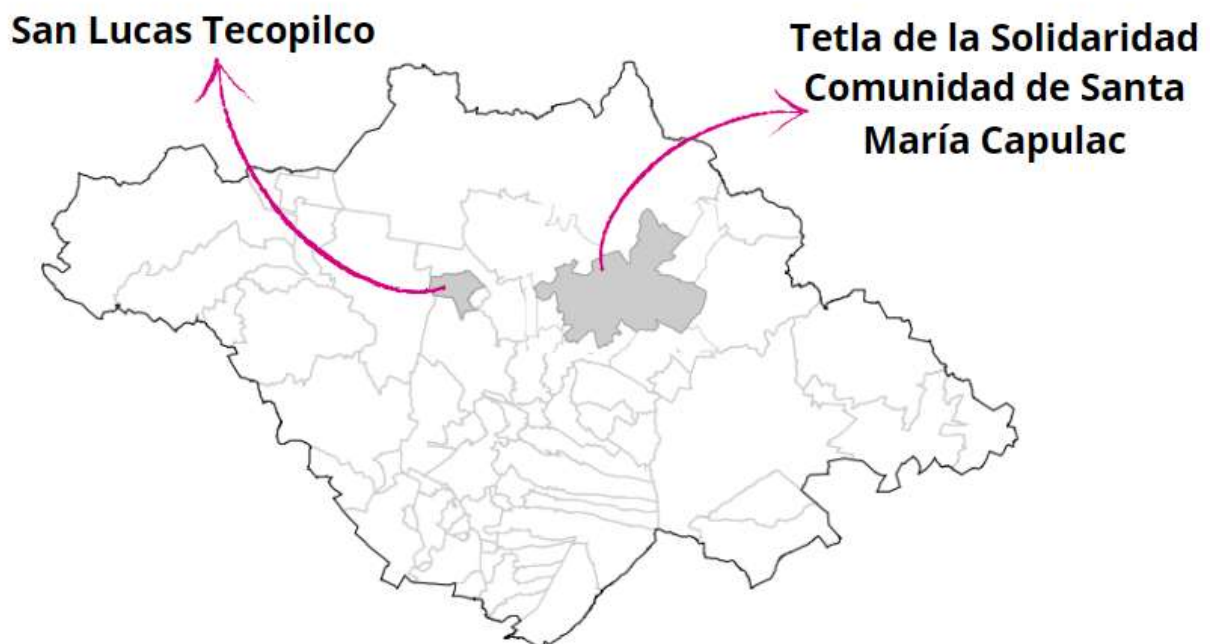 San Lucas Tecopilco
Tetla de la Solidaridad
Comunidad de Santa
María Capulac